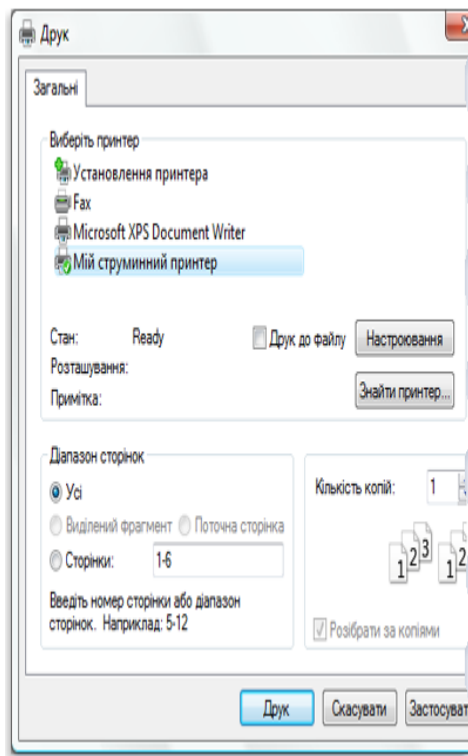 Друк
Загальні
Виберіть принтер
Установлення принтера
Fax
Microsoft XPS Document Writer
Мій струминний принтер
Стан: Ready
Друк до файлу
Настроювання
Розташування:
Примітка:
Знайти принтер...
Діапазон сторінок
Усі
Виділений фрагмент Поточна сторінка
Сторінки: 1-6
Введіть номер сторінки або діапазон
сторінок. Наприклад: 5-12
Кількість копій: 1
1 2 3 1 2
Розібрати за копіями
Друк Скасувати Застосуват